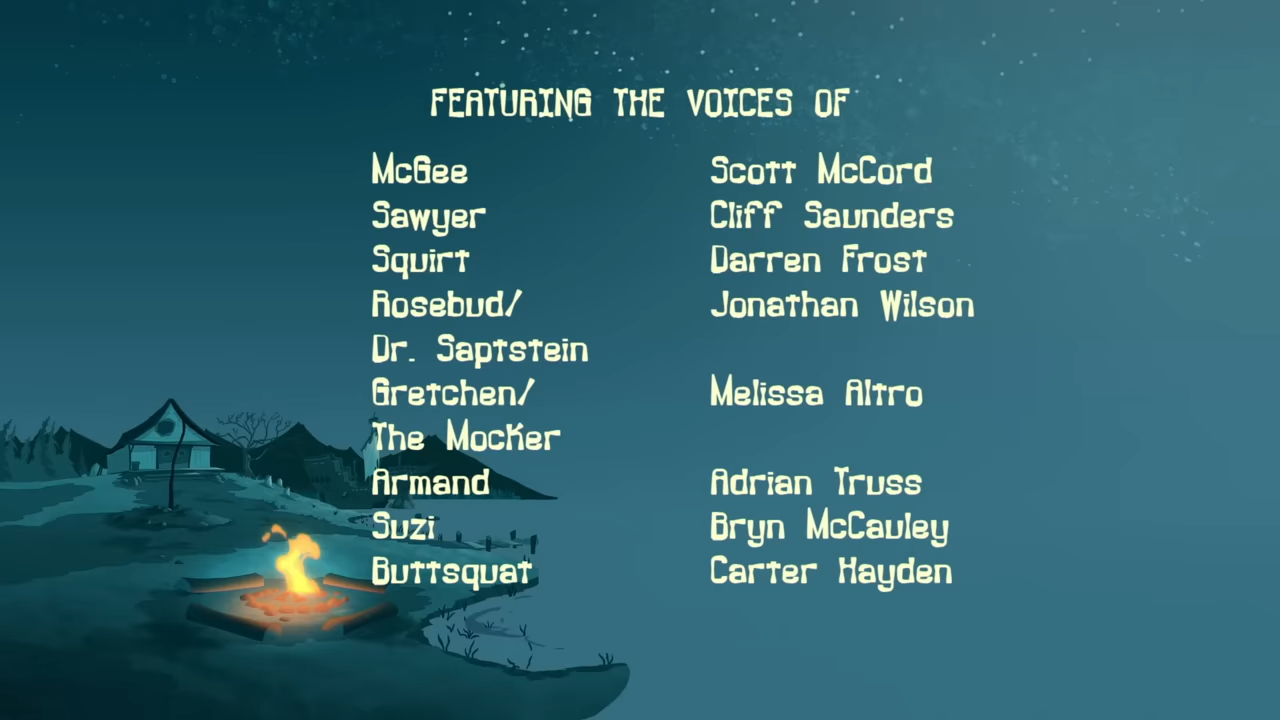 FEATURING THE VOICES OF
McGee Scott McCord
Sawyer Cliff Saunders
Squirt Darren Frost
Rosebud/ Jonathan Wilson
Dr. Saptstein
Gretchen/ Melissa Altro
The Mocker
Armand Adrian Truss
Suzi Bryn McCauley
Buttsquat Carter Hayden